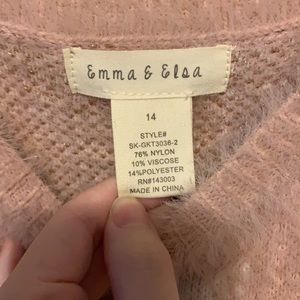 Emma & Elsa
14
STYLE#
SK-GKT3036-2
76% NYLON
10% VISCOSE
14%POLYESTER
RN#143003
MADE IN CHINA